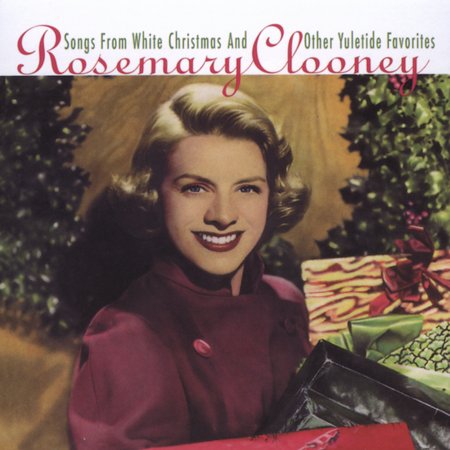 Songs From White Christmas And Other Yuletide Favorites
Rosemary Clooney